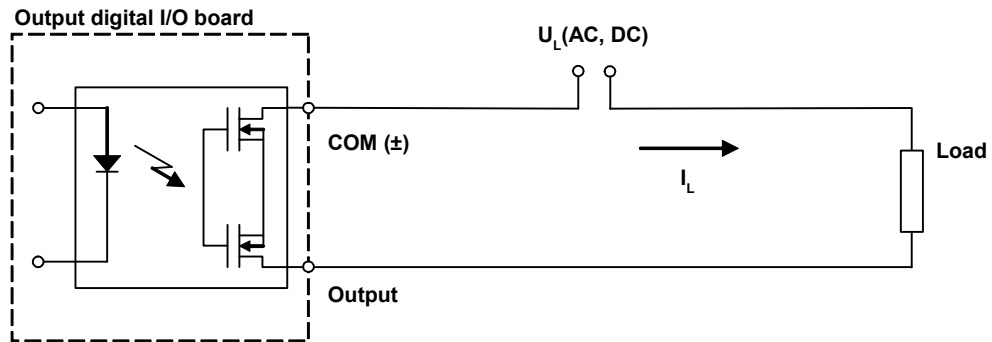 Output digital I/O board
U_L(AC, DC)
COM (±)
I_L
Load
Output